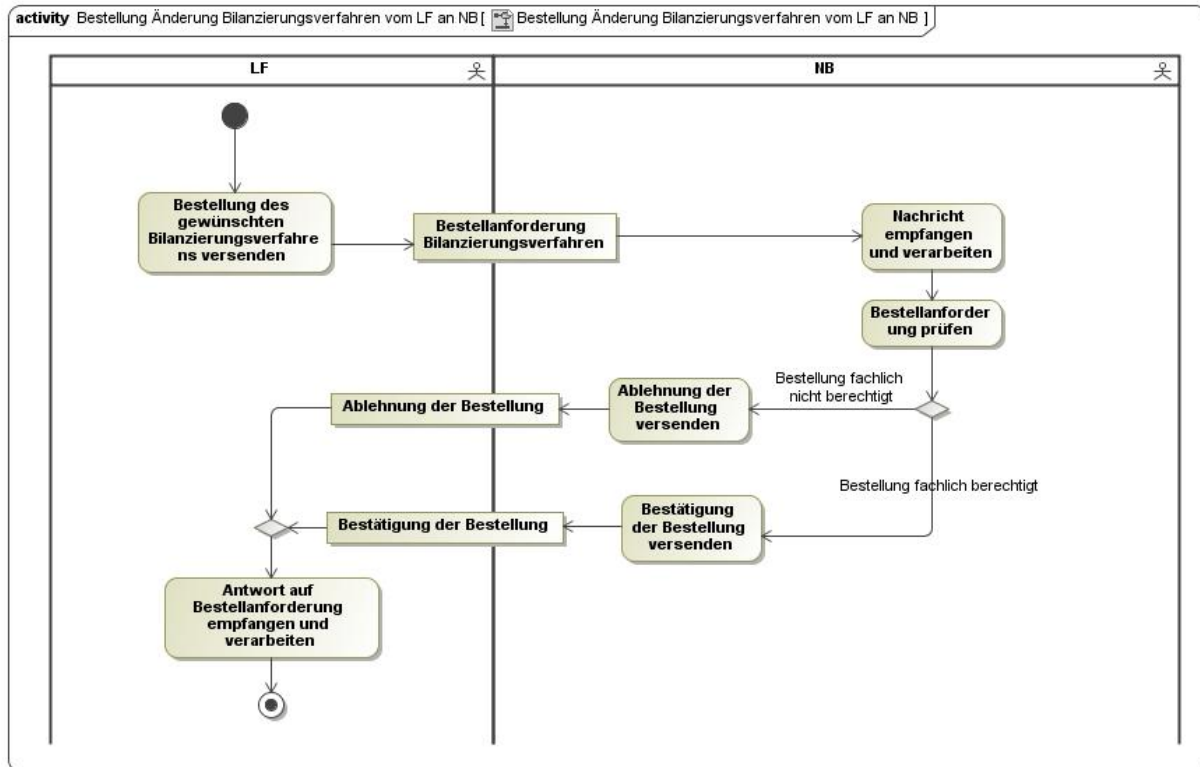 activity Bestellung Änderung Bilanzierungsverfahren vom LF an NB [ Bestellung Änderung Bilanzierungsverfahren vom LF an NB ]
LF
NB
Bestellung des
gewünschten
Bilanzierungsverfahre
ns versenden
Bestellanforderung
Bilanzierungsverfahren
Nachricht
empfangen
und verarbeiten
Bestellanforder
ung prüfen
Bestellung fachlich
nicht berechtigt
Ablehnung der
Bestellung
versenden
Ablehnung der Bestellung
Bestellung fachlich berechtigt
Bestätigung
der Bestellung
versenden
Bestätigung der Bestellung
Antwort auf
Bestellanforderung
empfangen und
verarbeiten